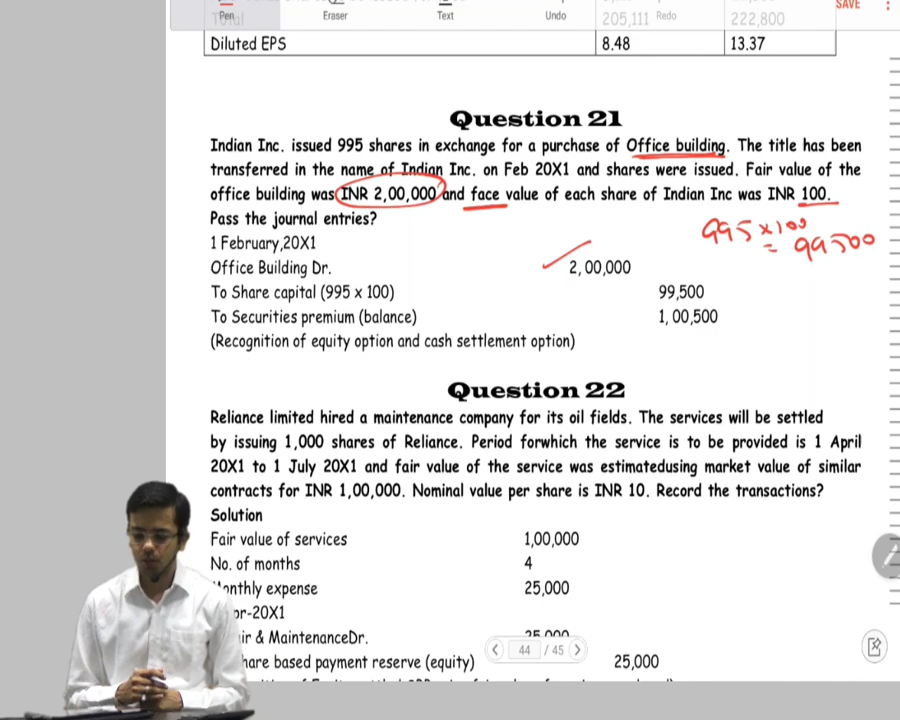 SAVE
Pen Eraser Text Undo Redo
Total 205,111 222,800
Diluted EPS 8.48 13.37
Question 21
Indian Inc. issued 995 shares in exchange for a purchase of Office building. The title has been
transferred in the name of Indian Inc. on Feb 20X1 and shares were issued. Fair value of the
office building was INR 2,00,000 and face value of each share of Indian Inc was INR 100.
Pass the journal entries?
995 × 100
= 99500
1 February,20X1
Office Building Dr. 2, 00,000
To Share capital (995 x 100) 99,500
To Securities premium (balance) 1, 00,500
(Recognition of equity option and cash settlement option)
Question 22
Reliance limited hired a maintenance company for its oil fields. The services will be settled
by issuing 1,000 shares of Reliance. Period forwhich the service is to be provided is 1 April
20X1 to 1 July 20X1 and fair value of the service was estimatedusing market value of similar
contracts for INR 1,00,000. Nominal value per share is INR 10. Record the transactions?
Solution
Fair value of services 1,00,000
No. of months 4
onthly expense 25,000
pr-20X1
ir & MaintenanceDr. 25,000
44 / 45
hare based payment reserve (equity) 25,000